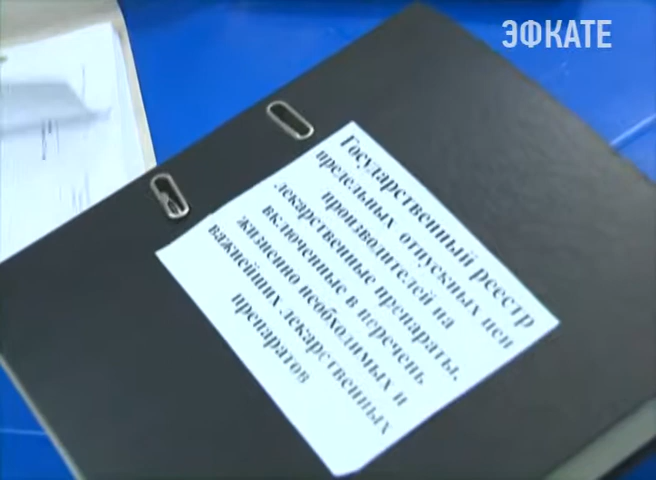 ЭФКАТЕ
Государственный реестр
предельных отпускных цен
производителей на
лекарственные препараты,
включенные в перечень
жизненно необходимых и
важнейших лекарственных
препаратов